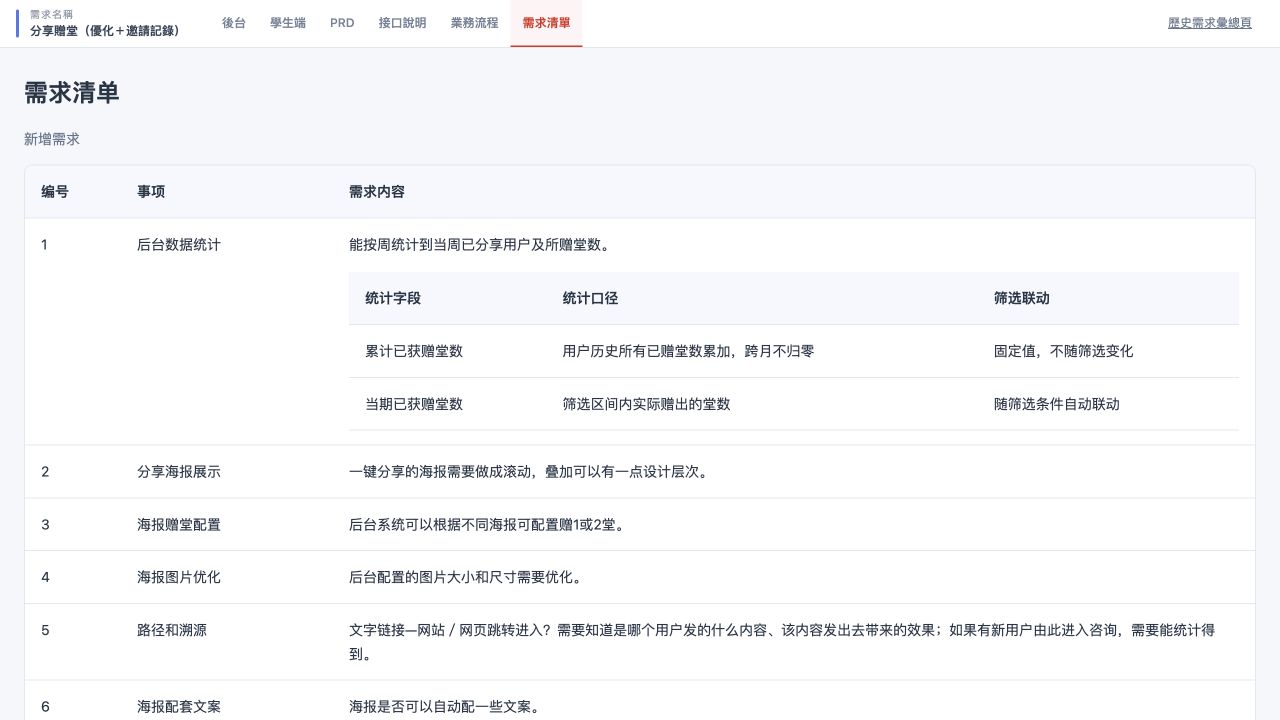 需求名稱
分享贈堂（優化＋邀請記錄）
後台 學生端 PRD 接口說明 業務流程 需求清單 歷史需求彙總頁
需求清单
新增需求
编号 事项 需求内容
1 后台数据统计 能按周统计到当周已分享用户及所赠堂数。
统计字段 统计口径 筛选联动
累计已获赠堂数 用户历史所有已赠堂数累加，跨月不归零 固定值，不随筛选变化
当期已获赠堂数 筛选区间内实际赠出的堂数 随筛选条件自动联动
2 分享海报展示 一键分享的海报需要做成滚动，叠加可以有一点设计层次。
3 海报赠堂配置 后台系统可以根据不同海报可配置赠1或2堂。
4 海报图片优化 后台配置的图片大小和尺寸需要优化。
5 路径和溯源 文字链接—网站 / 网页跳转进入？需要知道是哪个用户发的什么内容、该内容发出去带来的效果；如果有新用户由此进入咨询，需要能统计得
到。
6 海报配套文案 海报是否可以自动配一些文案。